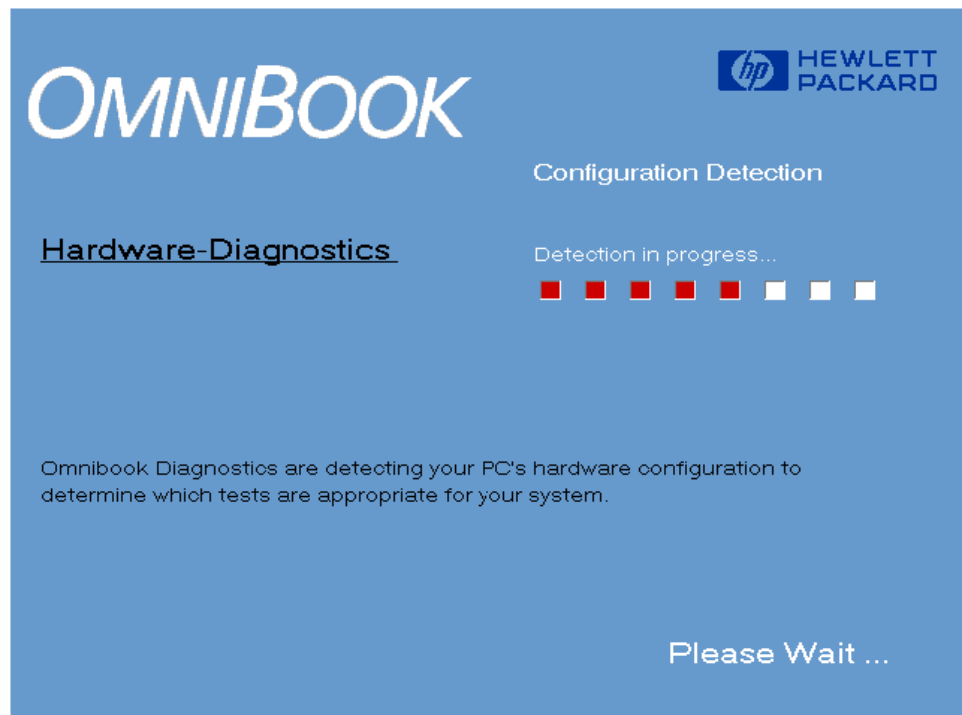 OMNIBOOK
hp HEWLETT
PACKARD
Configuration Detection
Hardware-Diagnostics
Detection in progress...
Omnibook Diagnostics are detecting your PC's hardware configuration to
determine which tests are appropriate for your system.
Please Wait ...